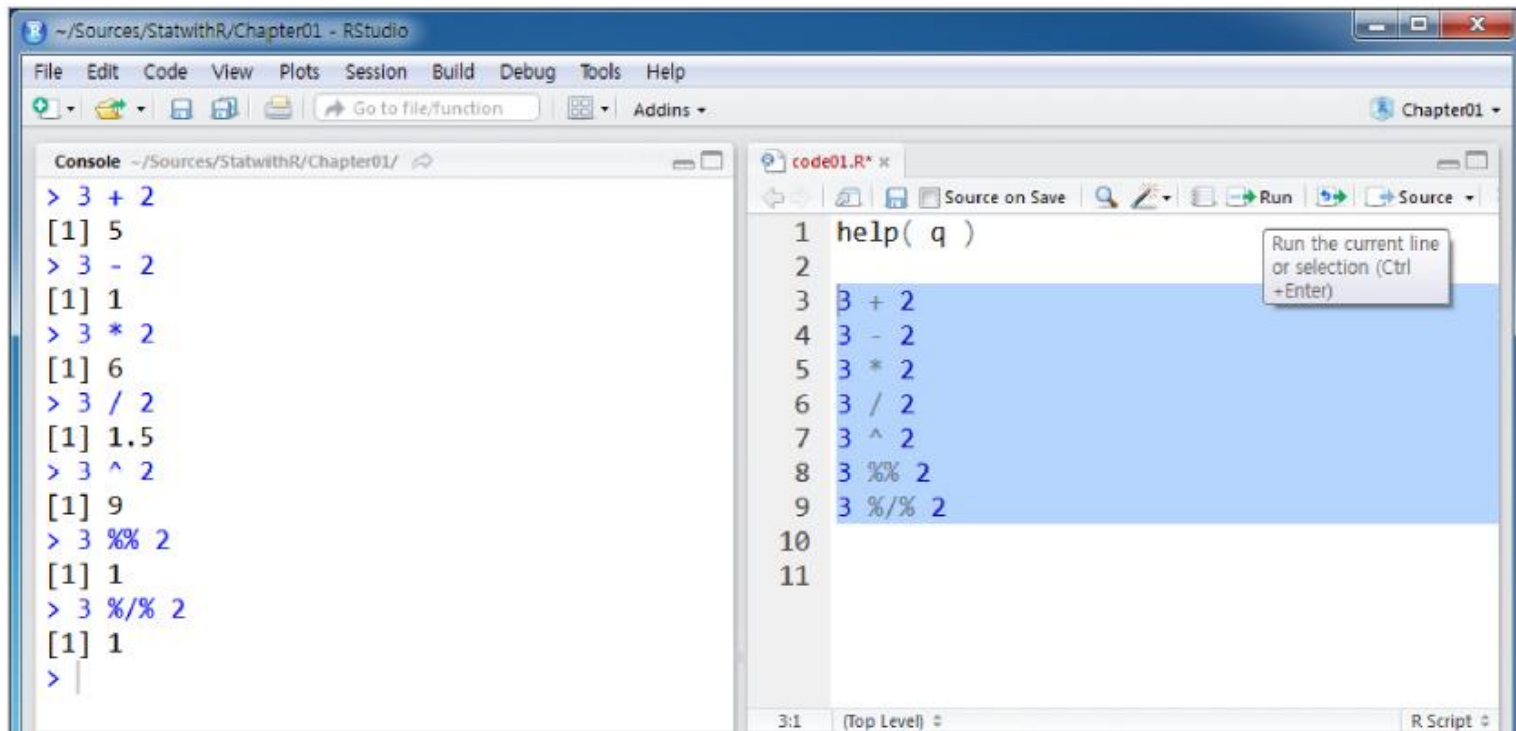 ~/Sources/StatwithR/Chapter01 - RStudio
File Edit Code View Plots Session Build Debug Tools Help
Go to file/function Addins Chapter01
Console ~/Sources/StatwithR/Chapter01/
> 3 + 2
[1] 5
> 3 - 2
[1] 1
> 3 * 2
[1] 6
> 3 / 2
[1] 1.5
> 3 ^ 2
[1] 9
> 3 %% 2
[1] 1
> 3 %/% 2
[1] 1
>
code01.R*
Source on Save Run Source
1 help( q )
2
3 3 + 2
4 3 - 2
5 3 * 2
6 3 / 2
7 3 ^ 2
8 3 %% 2
9 3 %/% 2
10
11
Run the current line
or selection (Ctrl
+Enter)
3:1 (Top Level) R Script